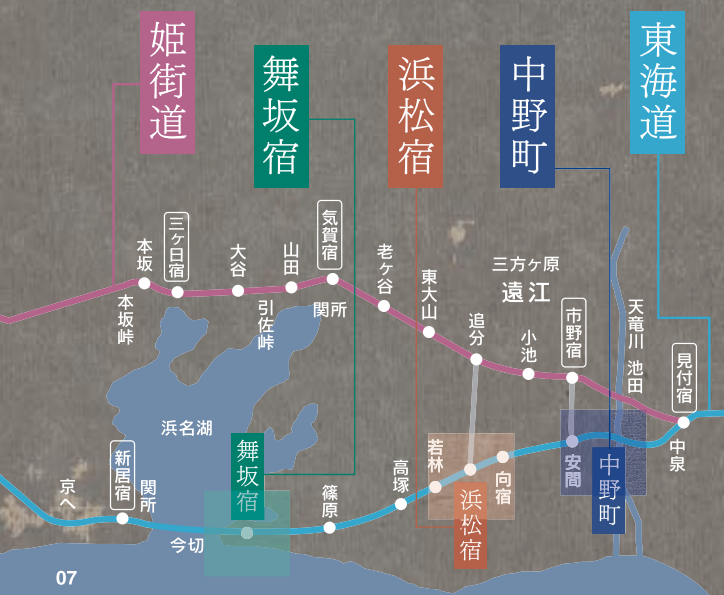 姫街道
舞坂宿
浜松宿
中野町
東海道
本坂
三ヶ日宿
大谷
山田
気賀宿
老ヶ谷
東大山
三方ヶ原
遠江
追分
小池
市野宿
天竜川
池田
見付宿
本坂峠
引佐峠
関所
浜名湖
京へ
新居宿
関所
今切
舞坂宿
篠原
高塚
若林
浜松宿
向宿
安間
中野町
中泉
07